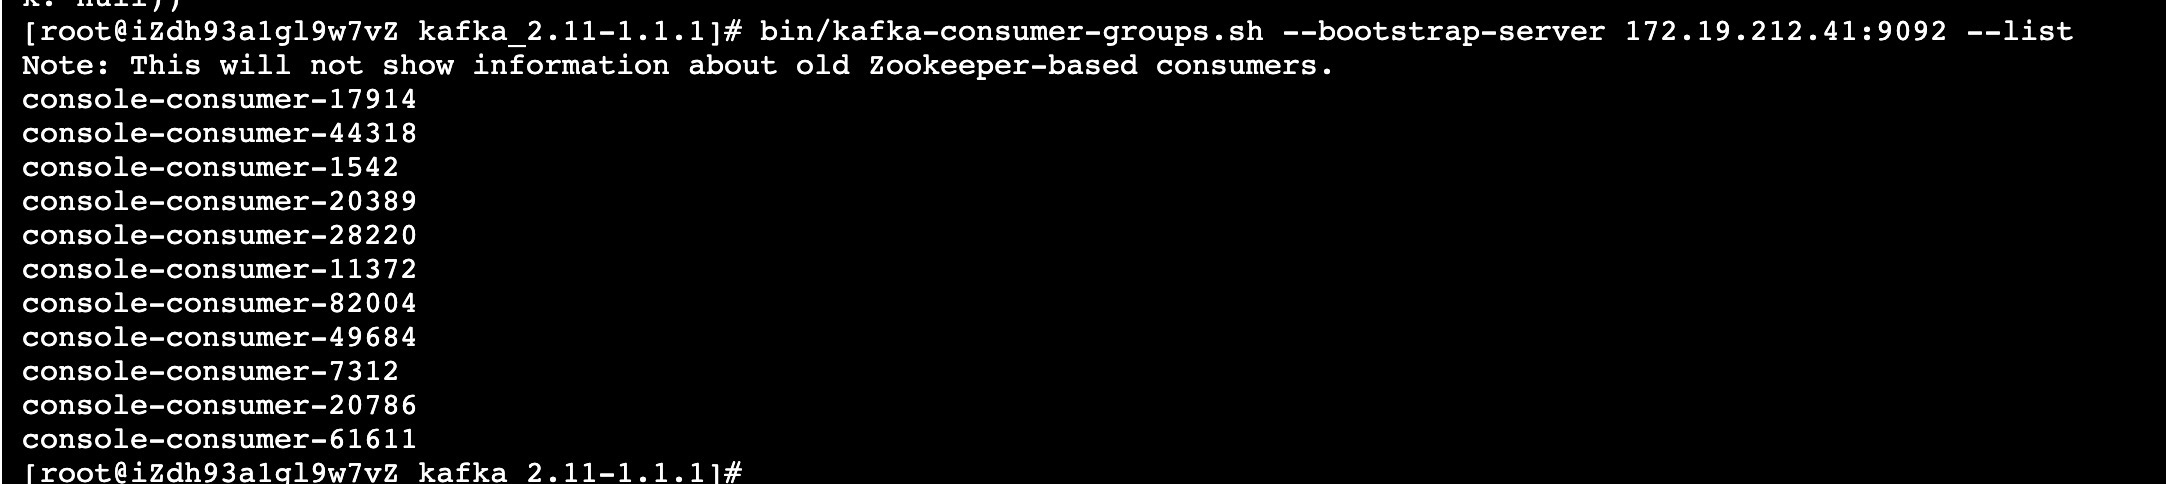 k: null))
[root@iZdh93a1gl9w7vZ kafka_2.11-1.1.1]# bin/kafka-consumer-groups.sh --bootstrap-server 172.19.212.41:9092 --list
Note: This will not show information about old Zookeeper-based consumers.
console-consumer-17914
console-consumer-44318
console-consumer-1542
console-consumer-20389
console-consumer-28220
console-consumer-11372
console-consumer-82004
console-consumer-49684
console-consumer-7312
console-consumer-20786
console-consumer-61611
[root@iZdh93a1gl9w7vZ kafka_2.11-1.1.1]#